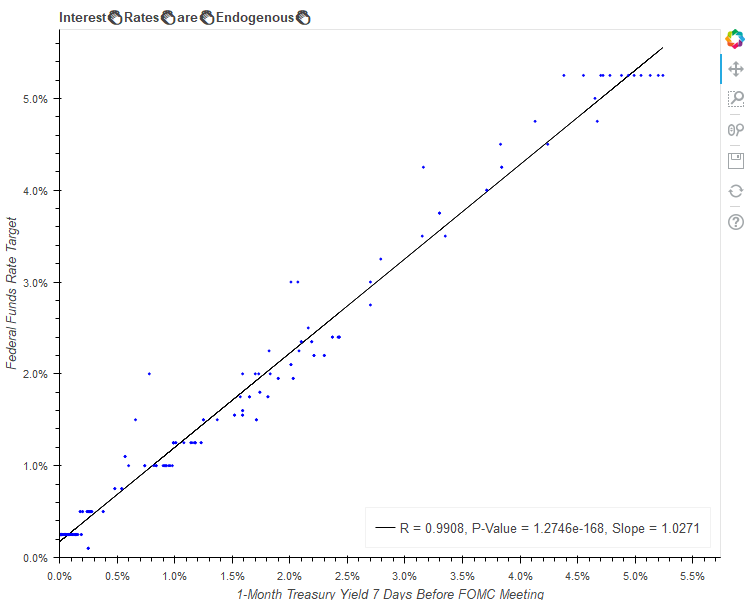 Interest👏Rates👏are👏Endogenous👏
Federal Funds Rate Target
5.0%
4.0%
3.0%
2.0%
1.0%
0.0%
R = 0.9908, P-Value = 1.2746e-168, Slope = 1.0271
0.0% 0.5% 1.0% 1.5% 2.0% 2.5% 3.0% 3.5% 4.0% 4.5% 5.0% 5.5%
1-Month Treasury Yield 7 Days Before FOMC Meeting